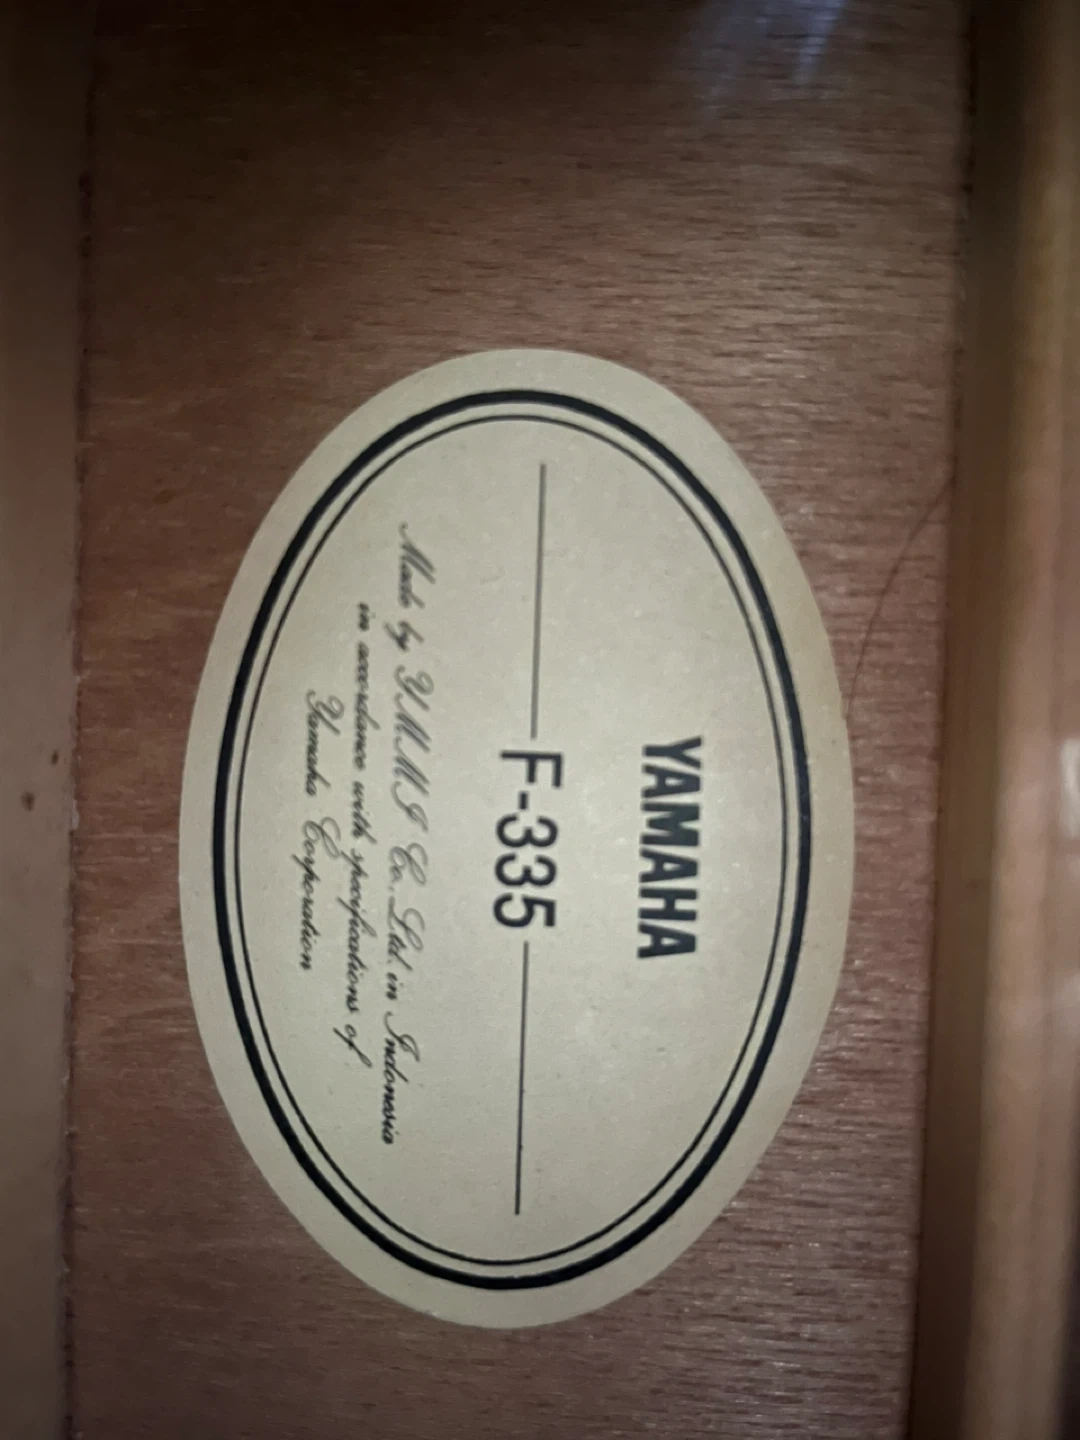 YAMAHA
F-335
Made by Y.M.M.I Co. Ltd. in Indonesia
in accordance with specifications of
Yamaha Corporation